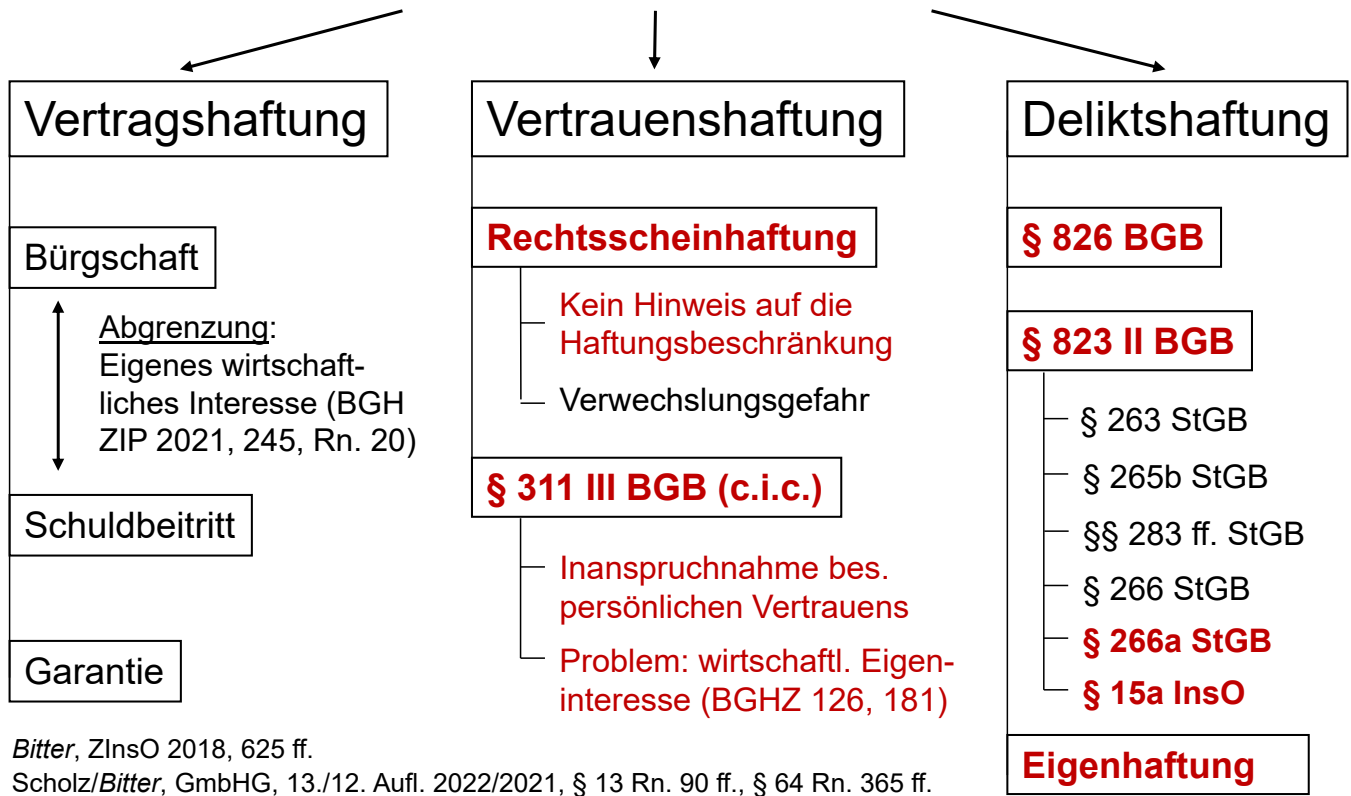 Vertragshaftung
Bürgschaft
Abgrenzung:
Eigenes wirtschaft-
liches Interesse (BGH
ZIP 2021, 245, Rn. 20)
Schuldbeitritt
Garantie
Vertrauenshaftung
Rechtsscheinhaftung
Kein Hinweis auf die
Haftungsbeschränkung
Verwechslungsgefahr
§ 311 III BGB (c.i.c.)
Inanspruchnahme bes.
persönlichen Vertrauens
Problem: wirtschaftl. Eigen-
interesse (BGHZ 126, 181)
Deliktshaftung
§ 826 BGB
§ 823 II BGB
§ 263 StGB
§ 265b StGB
§§ 283 ff. StGB
§ 266 StGB
§ 266a StGB
§ 15a InsO
Eigenhaftung
Bitter, ZInsO 2018, 625 ff.
Scholz/Bitter, GmbHG, 13./12. Aufl. 2022/2021, § 13 Rn. 90 ff., § 64 Rn. 365 ff.